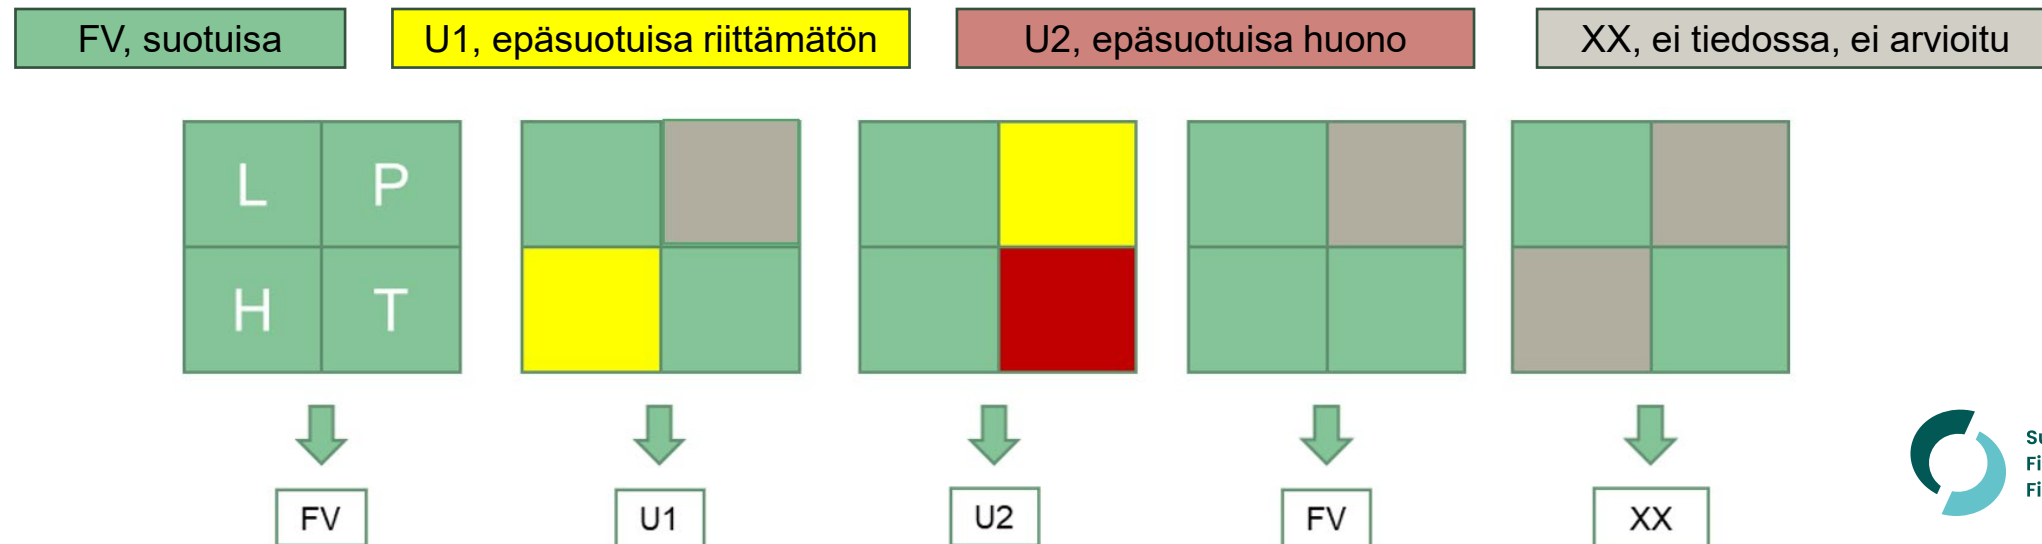 FV, suotuisa
U1, epäsuotuisa riittämätön
U2, epäsuotuisa huono
XX, ei tiedossa, ei arvioitu
L P
H T
FV
U1
U2
FV
XX